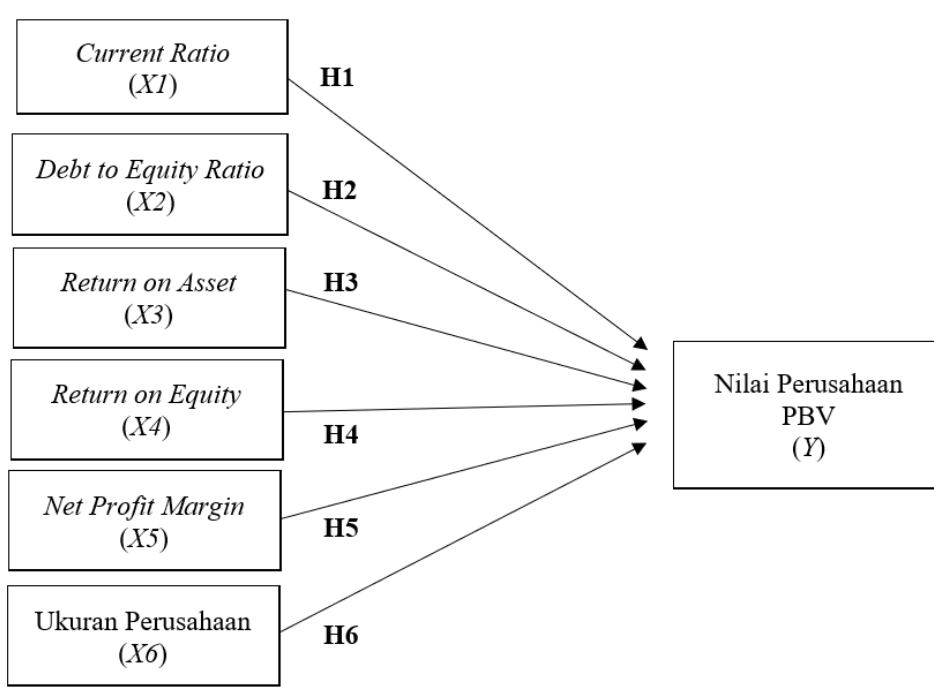 Current Ratio
(X1)
H1
Debt to Equity Ratio
(X2)
H2
Return on Asset
(X3)
H3
Return on Equity
(X4)
H4
Net Profit Margin
(X5)
H5
Ukuran Perusahaan
(X6)
H6
Nilai Perusahaan
PBV
(Y)